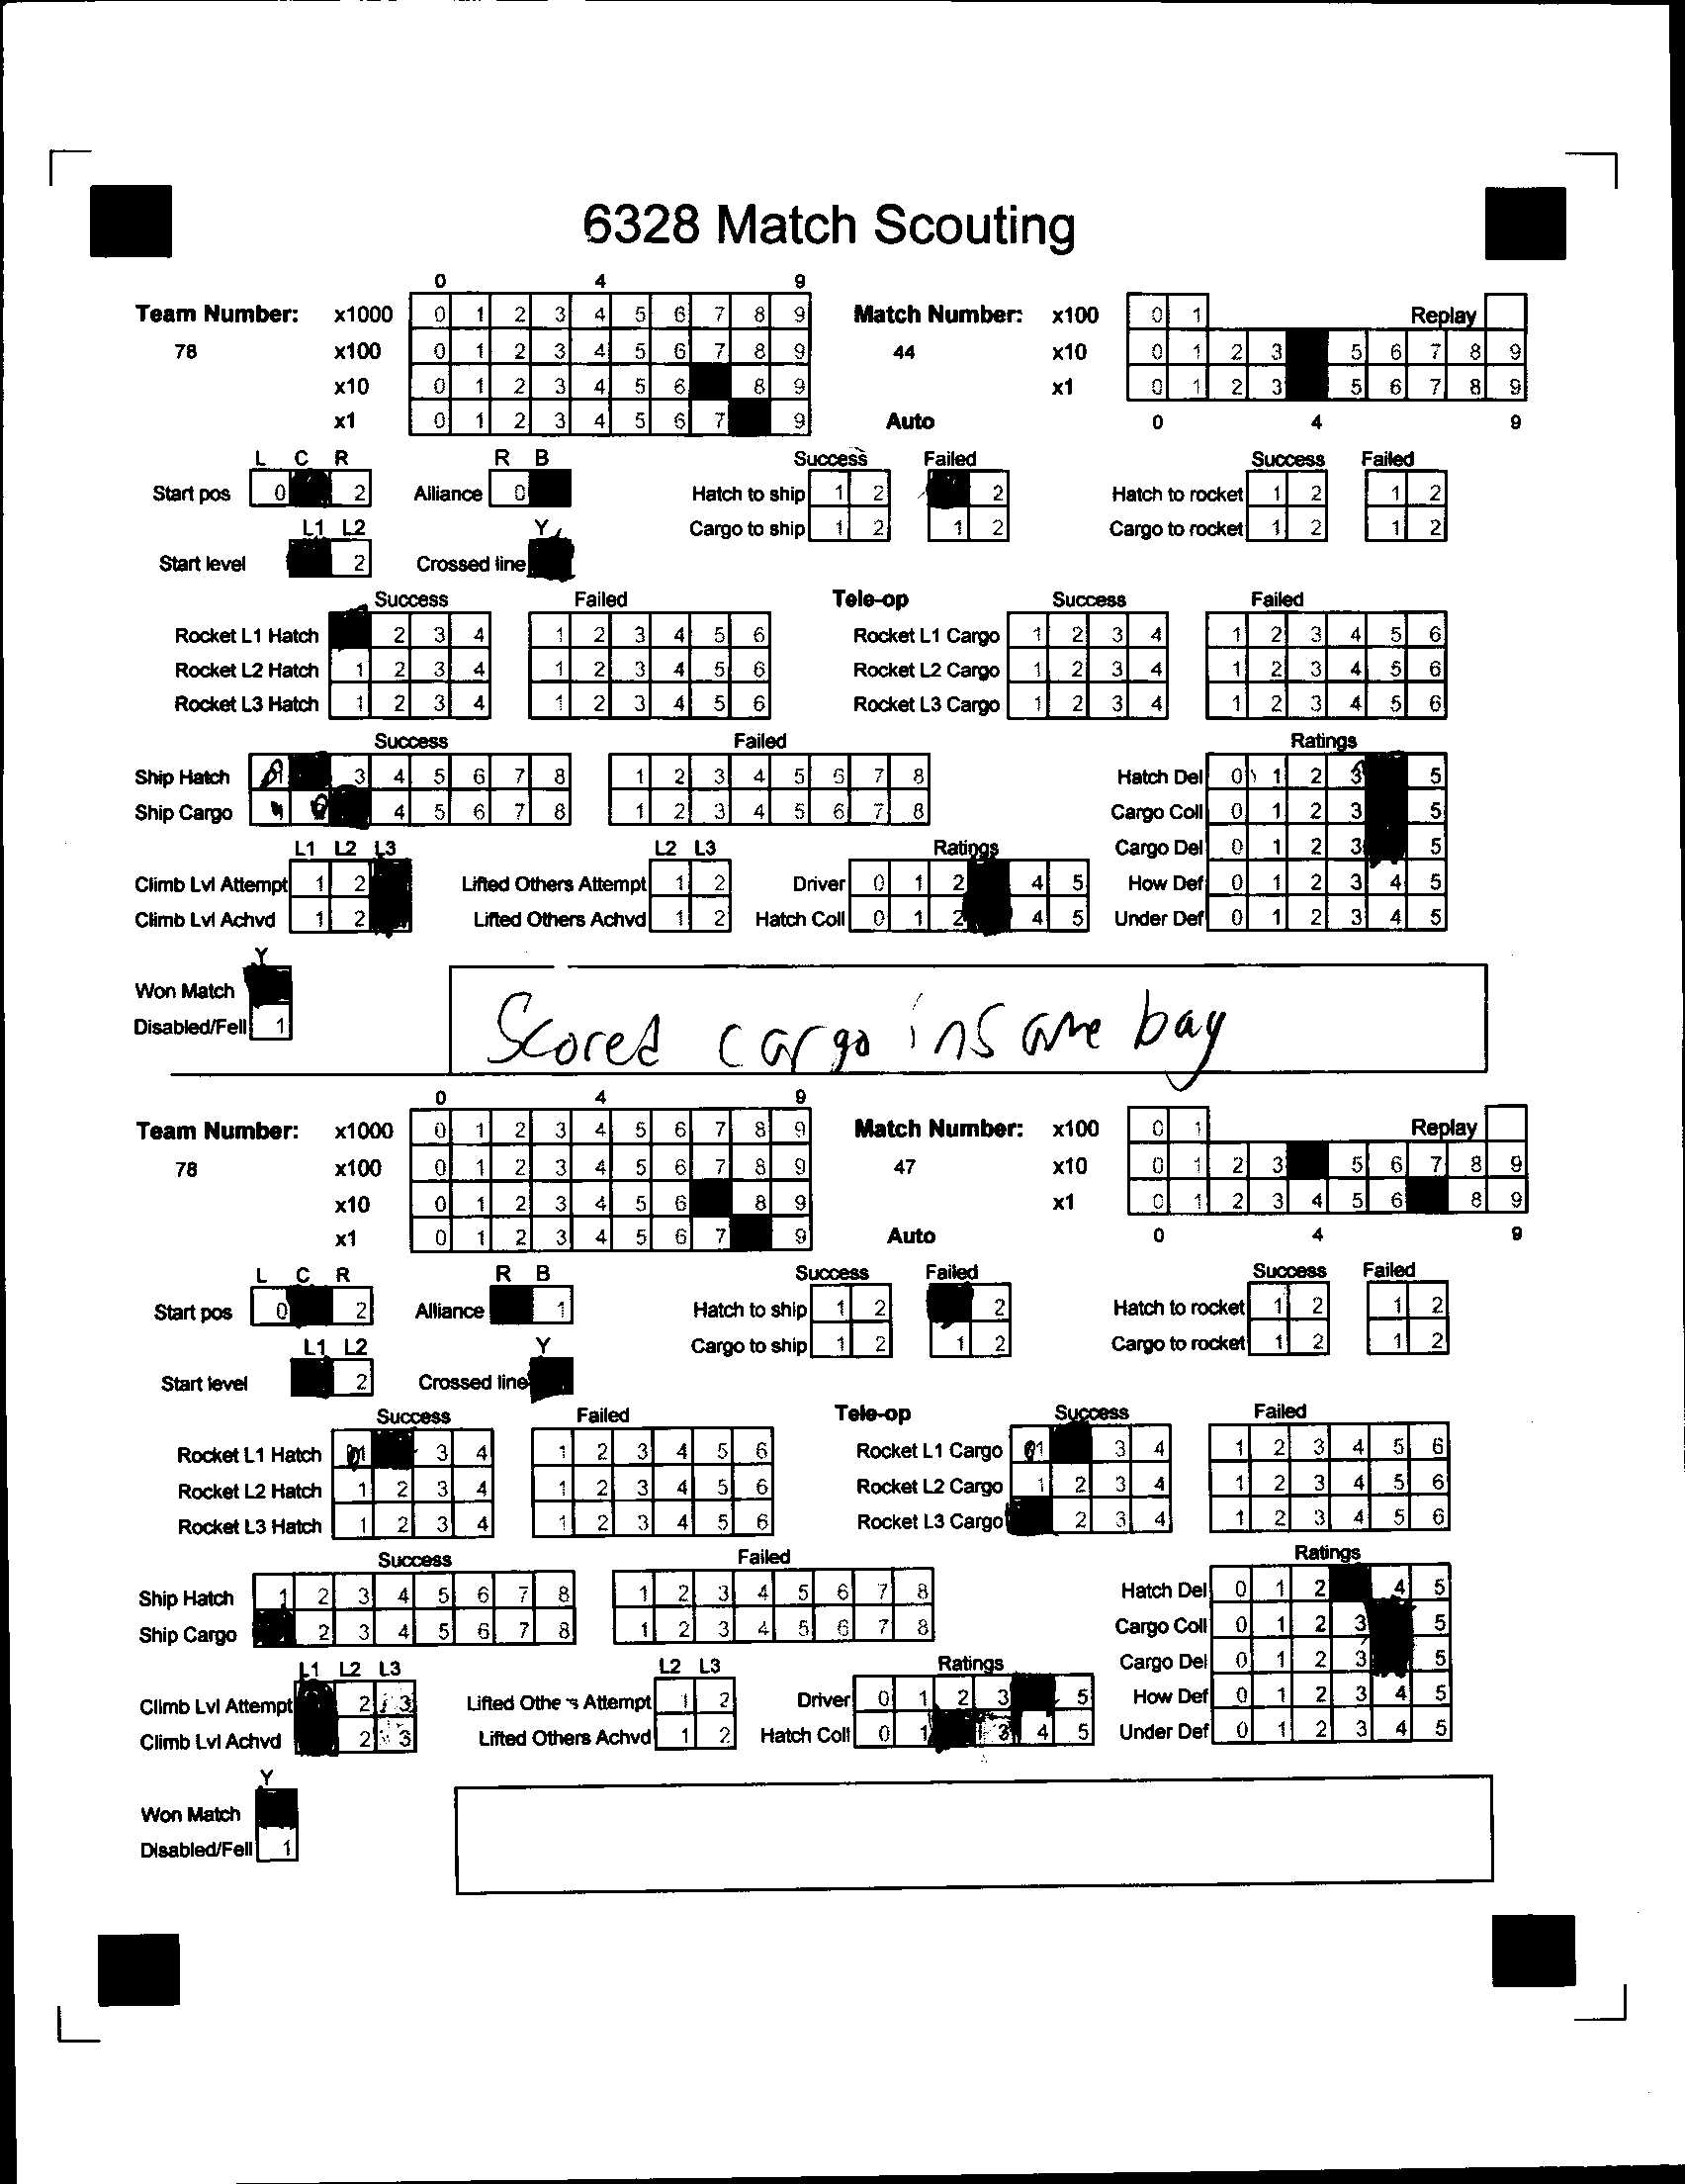 6328 Match Scouting
0 4 9
Team Number: x1000 0 1 2 3 4 5 6 7 8 9 Match Number: x100 0 1 Replay
78 x100 0 1 2 3 4 5 6 7 8 9 44 x10 0 1 2 3 5 6 7 8 9
x10 0 1 2 3 4 5 6 8 9 x1 0 1 2 3 5 6 7 8 9
x1 0 1 2 3 4 5 6 7 9 Auto 0 4 9
L C R R B Success Failed Success Failed
Start pos 0 2 Alliance 0 Hatch to ship 1 2 2 Hatch to rocket 1 2 1 2
L1 L2 Y Cargo to ship 1 2 1 2 Cargo to rocket 1 2 1 2
Start level 2 Crossed line
Success Failed Tele-op Success Failed
Rocket L1 Hatch 2 3 4 1 2 3 4 5 6 Rocket L1 Cargo 1 2 3 4 1 2 3 4 5 6
Rocket L2 Hatch 1 2 3 4 1 2 3 4 5 6 Rocket L2 Cargo 1 2 3 4 1 2 3 4 5 6
Rocket L3 Hatch 1 2 3 4 1 2 3 4 5 6 Rocket L3 Cargo 1 2 3 4 1 2 3 4 5 6
Success Failed Ratings
Ship Hatch 3 4 5 6 7 8 1 2 3 4 5 6 7 8 Hatch Del 0 1 2 3 5
Ship Cargo 4 5 6 7 8 1 2 3 4 5 6 7 8 Cargo Coll 0 1 2 3 5
L1 L2 L3 L2 L3 Ratings Cargo Del 0 1 2 3 5
Climb Lvl Attempt 1 2 Lifted Others Attempt 1 2 Driver 0 1 2 4 5 How Def 0 1 2 3 4 5
Climb Lvl Achvd 1 2 Lifted Others Achvd 1 2 Hatch Coll 0 1 2 4 5 Under Def 0 1 2 3 4 5
Y
Won Match
Disabled/Fell 1
Scored cargo in bay
0 4 9
Team Number: x1000 0 1 2 3 4 5 6 7 8 9 Match Number: x100 0 1 Replay
78 x100 0 1 2 3 4 5 6 7 8 9 47 x10 0 1 2 3 5 6 7 8 9
x10 0 1 2 3 4 5 6 8 9 x1 0 1 2 3 4 5 6 8 9
x1 0 1 2 3 4 5 6 7 9 Auto 0 4 9
L C R R B Success Failed Success Failed
Start pos 0 2 Alliance 1 Hatch to ship 1 2 2 Hatch to rocket 1 2 1 2
L1 L2 Y Cargo to ship 1 2 1 2 Cargo to rocket 1 2 1 2
Start level 2 Crossed line
Success Failed Tele-op Success Failed
Rocket L1 Hatch 1 3 4 1 2 3 4 5 6 Rocket L1 Cargo 1 3 4 1 2 3 4 5 6
Rocket L2 Hatch 1 2 3 4 1 2 3 4 5 6 Rocket L2 Cargo 1 2 3 4 1 2 3 4 5 6
Rocket L3 Hatch 1 2 3 4 1 2 3 4 5 6 Rocket L3 Cargo 2 3 4 1 2 3 4 5 6
Success Failed Ratings
Ship Hatch 1 2 3 4 5 6 7 8 1 2 3 4 5 6 7 8 Hatch Del 0 1 2 4 5
Ship Cargo 2 3 4 5 6 7 8 1 2 3 4 5 6 7 8 Cargo Coll 0 1 2 3 5
L1 L2 L3 L2 L3 Ratings Cargo Del 0 1 2 3 5
Climb Lvl Attempt 2 3 Lifted Others Attempt 1 2 Driver 0 1 2 3 5 How Def 0 1 2 3 4 5
Climb Lvl Achvd 2 3 Lifted Others Achvd 1 2 Hatch Coll 0 1 3 4 5 Under Def 0 1 2 3 4 5
Y
Won Match
Disabled/Fell 1